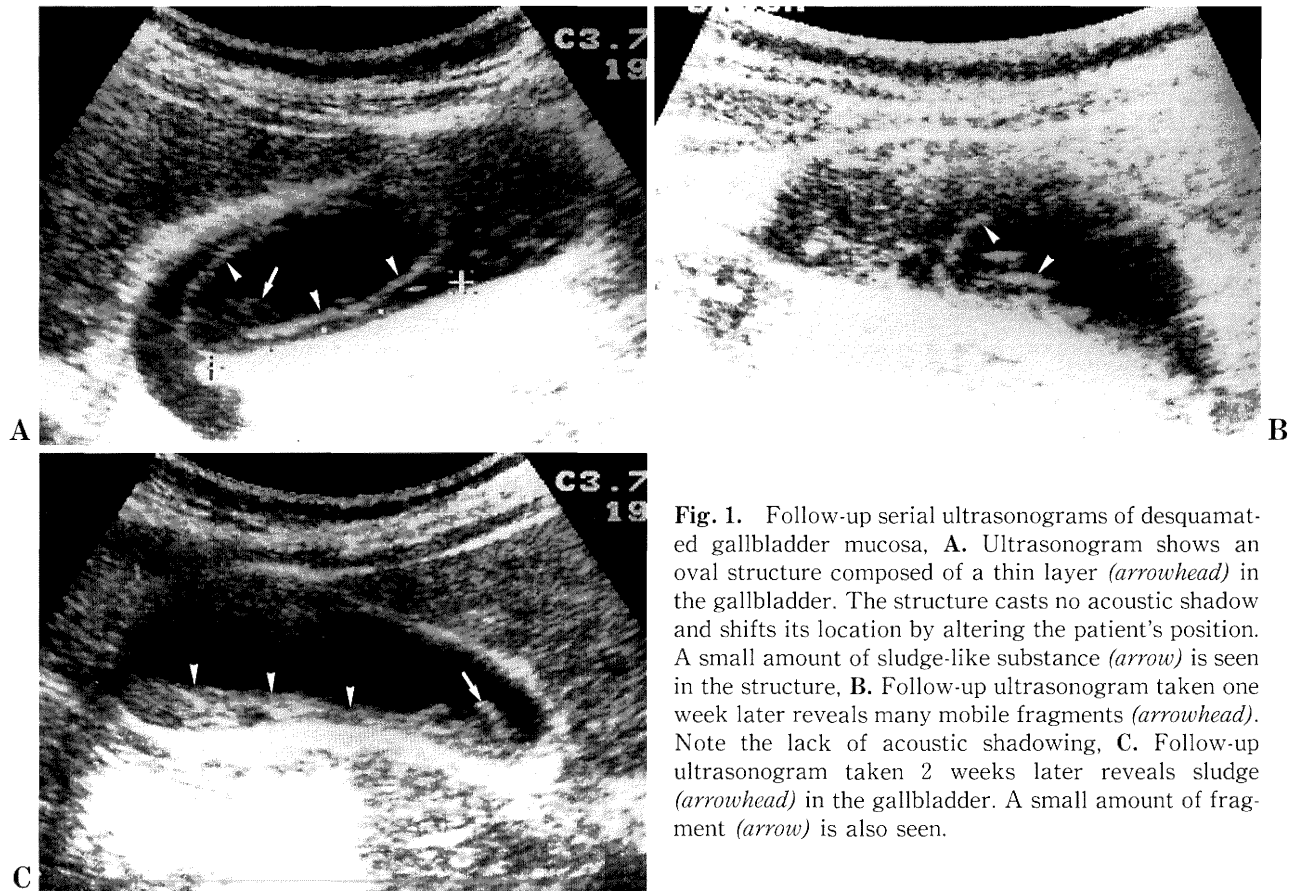 C3.7
19
A
B
C3.7
19
C
Fig. 1. Follow-up serial ultrasonograms of desquamat-
ed gallbladder mucosa, A. Ultrasonogram shows an
oval structure composed of a thin layer (arrowhead) in
the gallbladder. The structure casts no acoustic shadow
and shifts its location by altering the patient's position.
A small amount of sludge-like substance (arrow) is seen
in the structure, B. Follow-up ultrasonogram taken one
week later reveals many mobile fragments (arrowhead).
Note the lack of acoustic shadowing, C. Follow-up
ultrasonogram taken 2 weeks later reveals sludge
(arrowhead) in the gallbladder. A small amount of frag-
ment (arrow) is also seen.